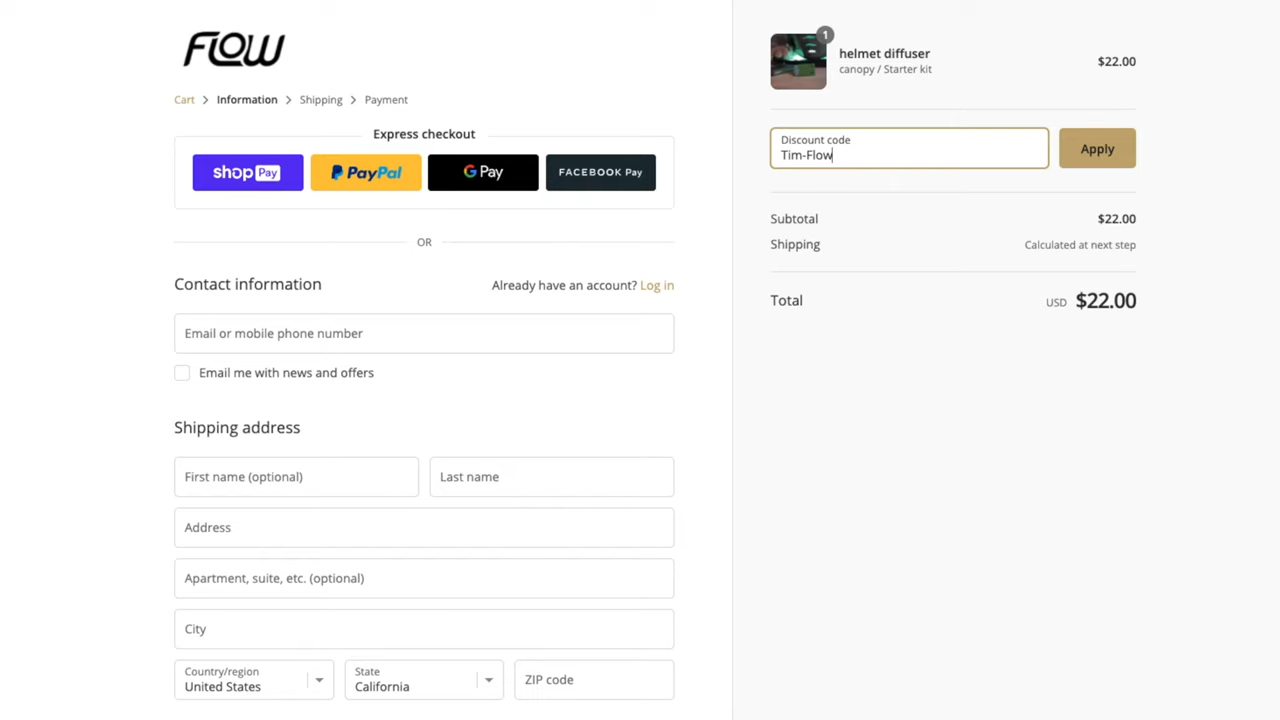 FLOW
Cart > Information > Shipping > Payment
Express checkout
shop Pay
PayPal
G Pay
FACEBOOK Pay
OR
Contact information
Already have an account? Log in
Email or mobile phone number
Email me with news and offers
Shipping address
First name (optional)
Last name
Address
Apartment, suite, etc. (optional)
City
Country/region
United States
State
California
ZIP code
1
helmet diffuser
canopy / Starter kit
$22.00
Discount code
Tim-Flow
Apply
Subtotal $22.00
Shipping Calculated at next step
Total USD $22.00